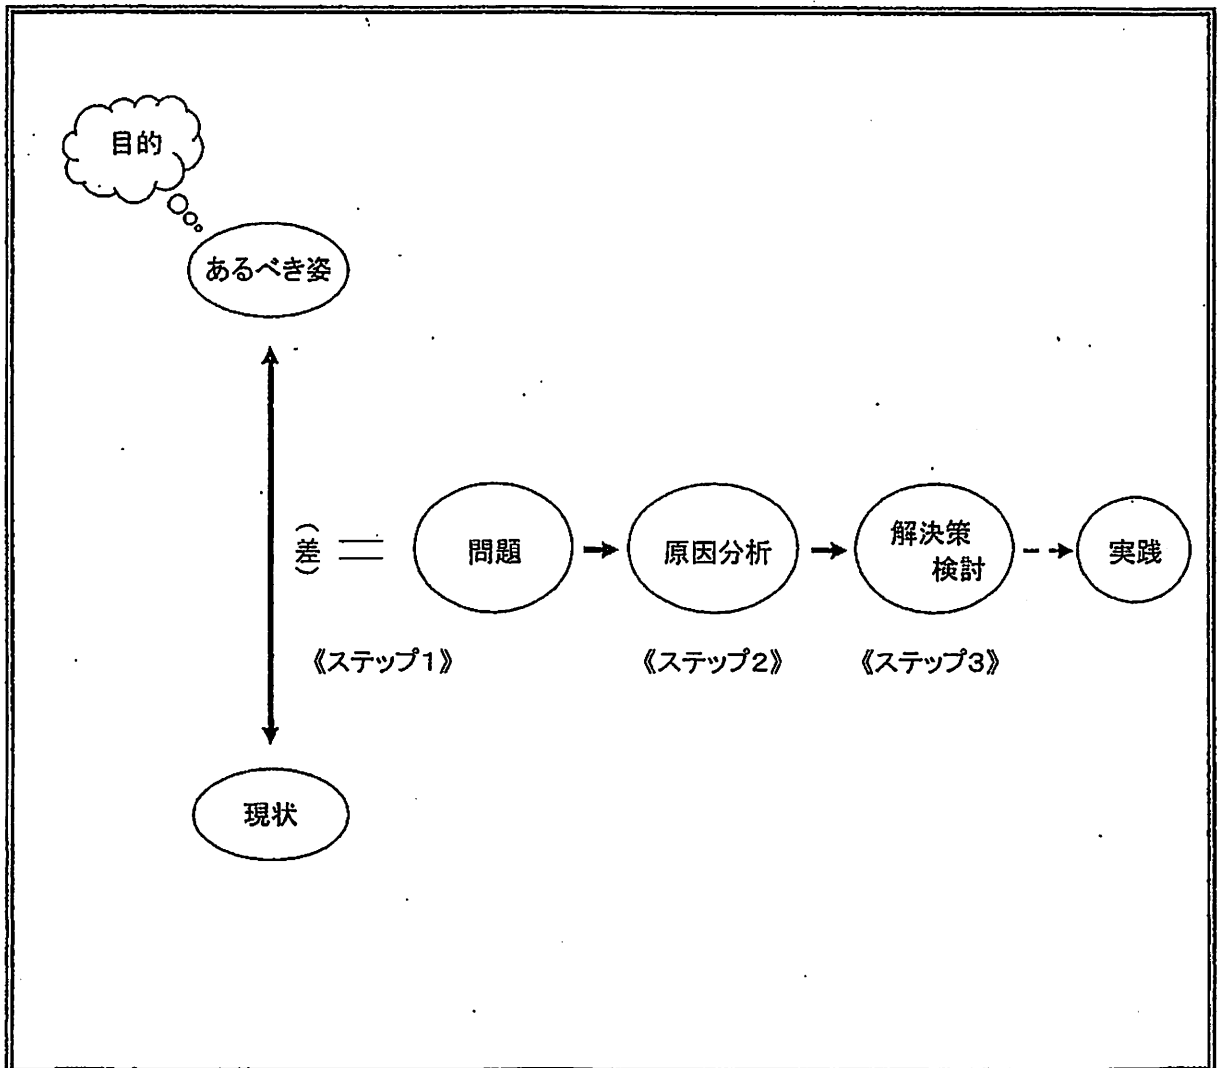 目的
あるべき姿
(差)
問題
原因分析
解決策
検討
実践
《ステップ1》
《ステップ2》
《ステップ3》
現状